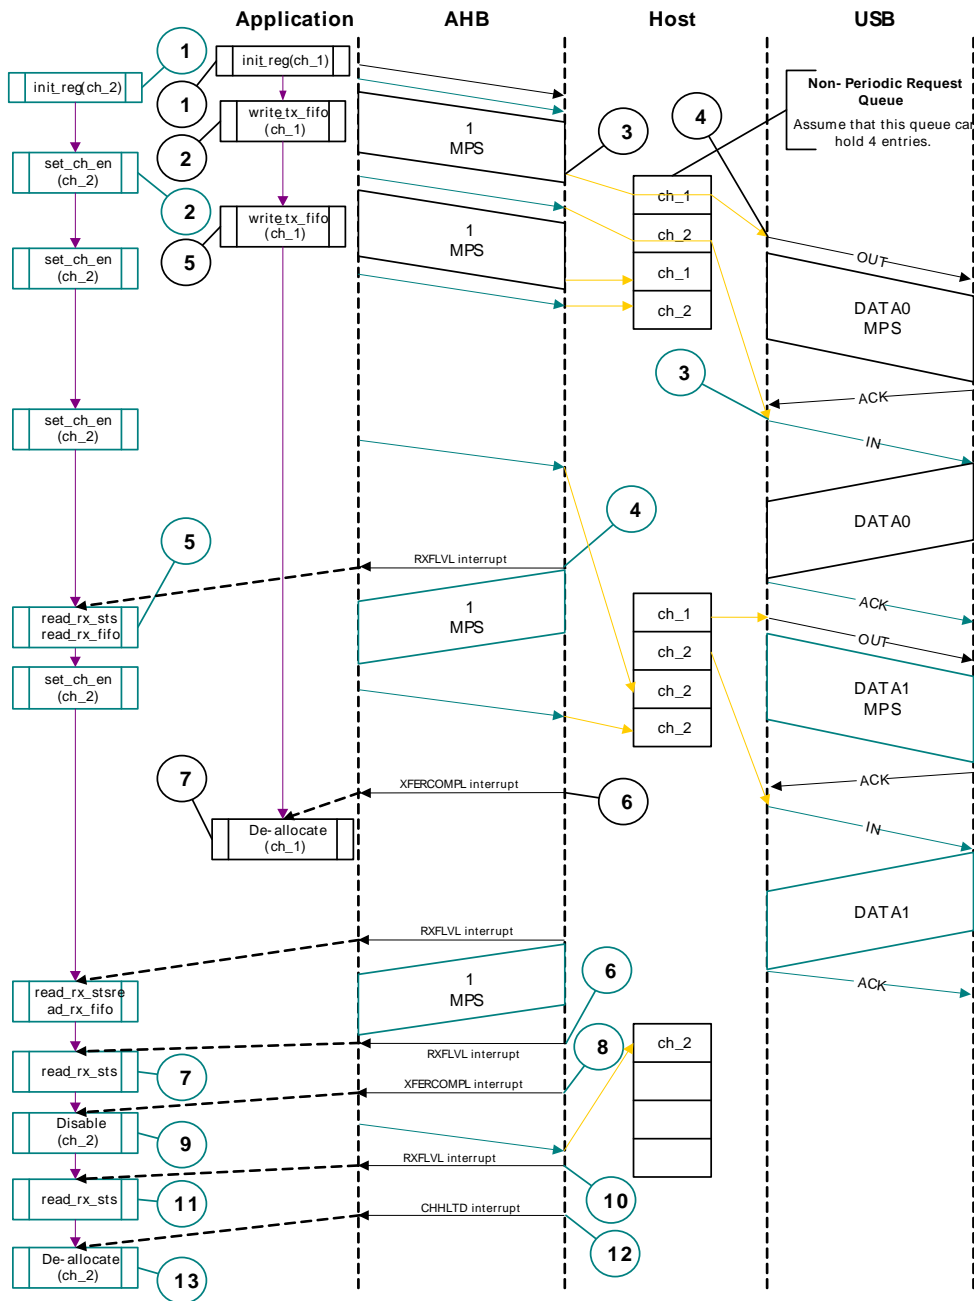 Application
AHB
Host
USB
1
init_reg(ch_1)
init_reg(ch_2)
1
Non-Periodic Request
Queue
Assume that this queue can
hold 4 entries.
write_tx_fifo
(ch_1)
1
MPS
3
4
2
set_ch_en
(ch_2)
2
ch_1
write_tx_fifo
(ch_1)
5
1
MPS
ch_2
set_ch_en
(ch_2)
ch_1
OUT
ch_2
DATA0
MPS
3
ACK
set_ch_en
(ch_2)
IN
4
DATA0
5
RXFLVL interrupt
read_rx_sts
read_rx_fifo
1
MPS
ch_1
ACK
OUT
ch_2
set_ch_en
(ch_2)
ch_2
DATA1
MPS
ch_2
7
XFERCOMPL interrupt
6
ACK
De-allocate
(ch_1)
IN
DATA1
RXFLVL interrupt
read_rx_stsre
ad_rx_fifo
1
MPS
6
ACK
8
ch_2
RXFLVL interrupt
read_rx_sts
7
XFERCOMPL interrupt
Disable
(ch_2)
9
RXFLVL interrupt
10
read_rx_sts
11
CHHLTD interrupt
12
De-allocate
(ch_2)
13